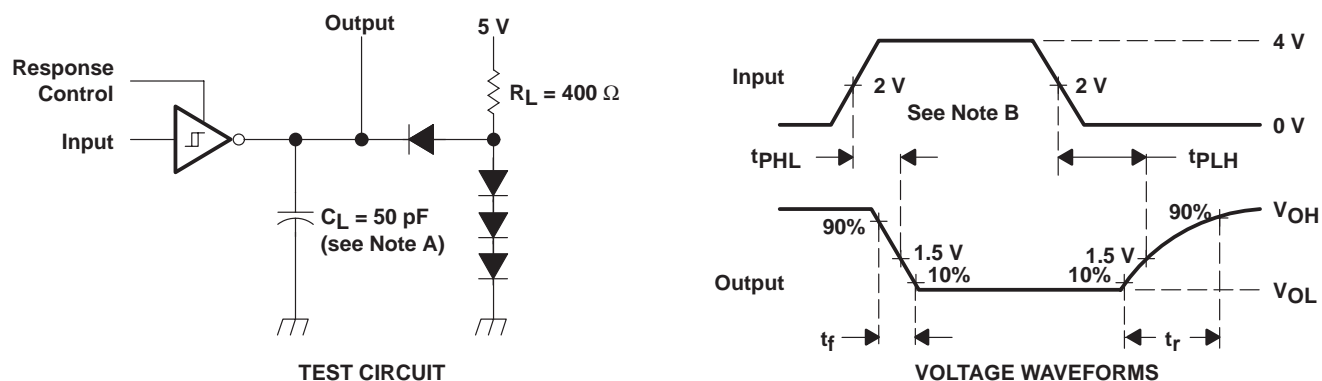 Output
5 V
Response
Control
R_L = 400 Ω
Input
C_L = 50 pF
(see Note A)
TEST CIRCUIT
4 V
Input
2 V
2 V
See Note B
0 V
t_PHL
t_PLH
V_OH
90%
90%
1.5 V
1.5 V
10%
10%
Output
V_OL
t_f
t_r
VOLTAGE WAVEFORMS